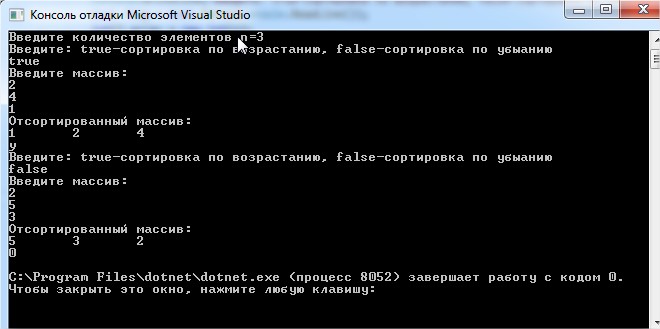 Консоль отладки Microsoft Visual Studio
Введите количество элементов n=3
Введите: true-сортировка по возрастанию, false-сортировка по убыанию
true
Введите массив:
2
4
1
Отсортированный массив:
1 2 4
y
Введите: true-сортировка по возрастанию, false-сортировка по убыанию
false
Введите массив:
2
5
3
Отсортированный массив:
5 3 2
0
C:\Program Files\dotnet\dotnet.exe (процесс 8052) завершает работу с кодом 0.
Чтобы закрыть это окно, нажмите любую клавишу: